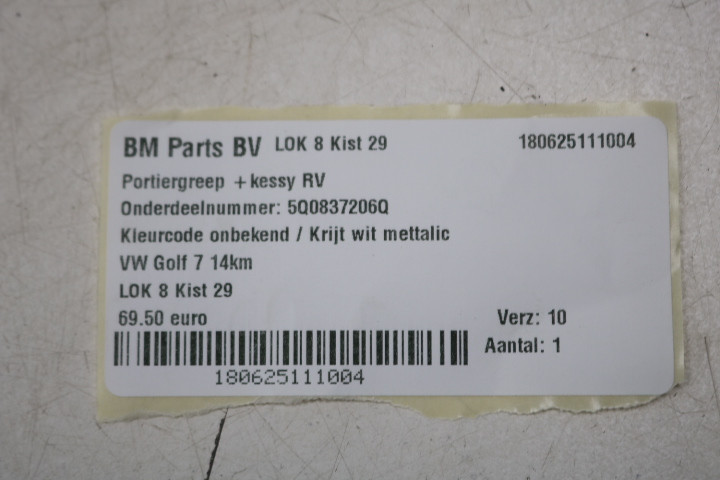 BM Parts BV LOK 8 Kist 29 180625111004
Portiergreep +kessy RV
Onderdeelnummer: 5Q0837206Q
Kleurcode onbekend / Krijt wit mettalic
VW Golf 7 14km
LOK 8 Kist 29
69.50 euro Verz: 10
Aantal: 1
180625111004